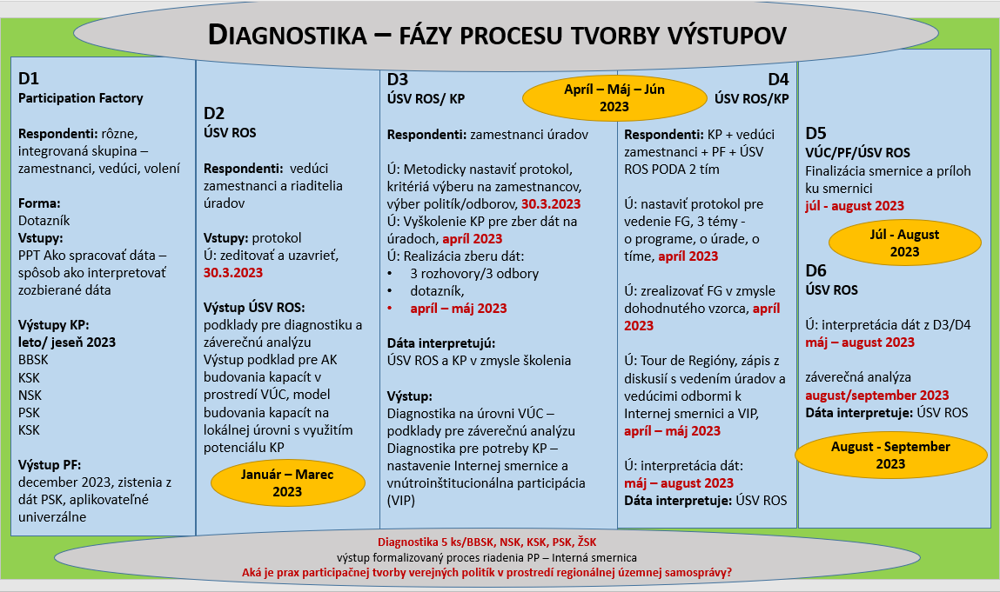 DIAGNOSTIKA – FÁZY PROCESU TVORBY VÝSTUPOV
D1
Participation Factory
Respondenti: rôzne,
integrovaná skupina –
zamestnanci, vedúci, volení
Forma:
Dotazník
Vstupy:
PPT Ako spracovať dáta –
spôsob ako interpretovať
zozbierané dáta
Výstupy KP:
leto/ jeseň 2023
BBSK
KSK
NSK
PSK
KSK
Výstup PF:
december 2023, zistenia z
dát PSK, aplikovateľné
univerzálne
D2
ÚSV ROS
Respondenti: vedúci
zamestnanci a riaditelia
úradov
Vstupy: protokol
Ú: zeditovať a uzavrieť,
30.3.2023
Výstup ÚSV ROS:
podklady pre diagnostiku a
záverečnú analýzu
Výstup podklad pre AK
budovania kapacít v
prostredí VÚC, model
budovania kapacít na
lokálnej úrovni s využitím
potenciálu KP
Január – Marec
2023
D3
ÚSV ROS/ KP
Respondenti: zamestnanci úradov
Ú: Metodicky nastaviť protokol,
kritériá výberu na zamestnancov,
výber politík/odborov, 30.3.2023
Ú: Vyškolenie KP pre zber dát na
úradoch, apríl 2023
Ú: Realizácia zberu dát:
• 3 rozhovory/3 odbory
• dotazník,
• apríl – máj 2023
Dáta interpretujú:
ÚSV ROS a KP v zmysle školenia
Výstup:
Diagnostika na úrovni VÚC –
podklady pre záverečnú analýzu
Diagnostika pre potreby KP –
nastavenie Internej smernice a
vnútroinštitucionálna participácia
(VIP)
Apríl – Máj – Jún
2023
D4
ÚSV ROS/KP
Respondenti: KP + vedúci
zamestnanci + PF + ÚSV
ROS PODA 2 tím
Ú: nastaviť protokol pre
vedenie FG, 3 témy -
o programe, o úrade, o
tíme, apríl 2023
Ú: zrealizovať FG v zmysle
dohodnutého vzorca, apríl
2023
Ú: Tour de Regióny, zápis z
diskusií s vedením úradov a
vedúcimi odbormi k
Internej smernici a VIP,
apríl – máj 2023
Ú: interpretácia dát:
máj – august 2023
Dáta interpretuje: ÚSV ROS
D5
VÚC/PF/ÚSV ROS
Finalizácia smernice a príloh
ku smernici
júl - august 2023
Júl - August
2023
D6
ÚSV ROS
Ú: interpretácia dát z D3/D4
máj – august 2023
záverečná analýza
august/september 2023
Dáta interpretuje: ÚSV ROS
August - September
2023
Diagnostika 5 ks/BBSK, NSK, KSK, PSK, ŽSK
výstup formalizovaný proces riadenia PP – Interná smernica
Aká je prax participačnej tvorby verejných politík v prostredí regionálnej územnej samosprávy?